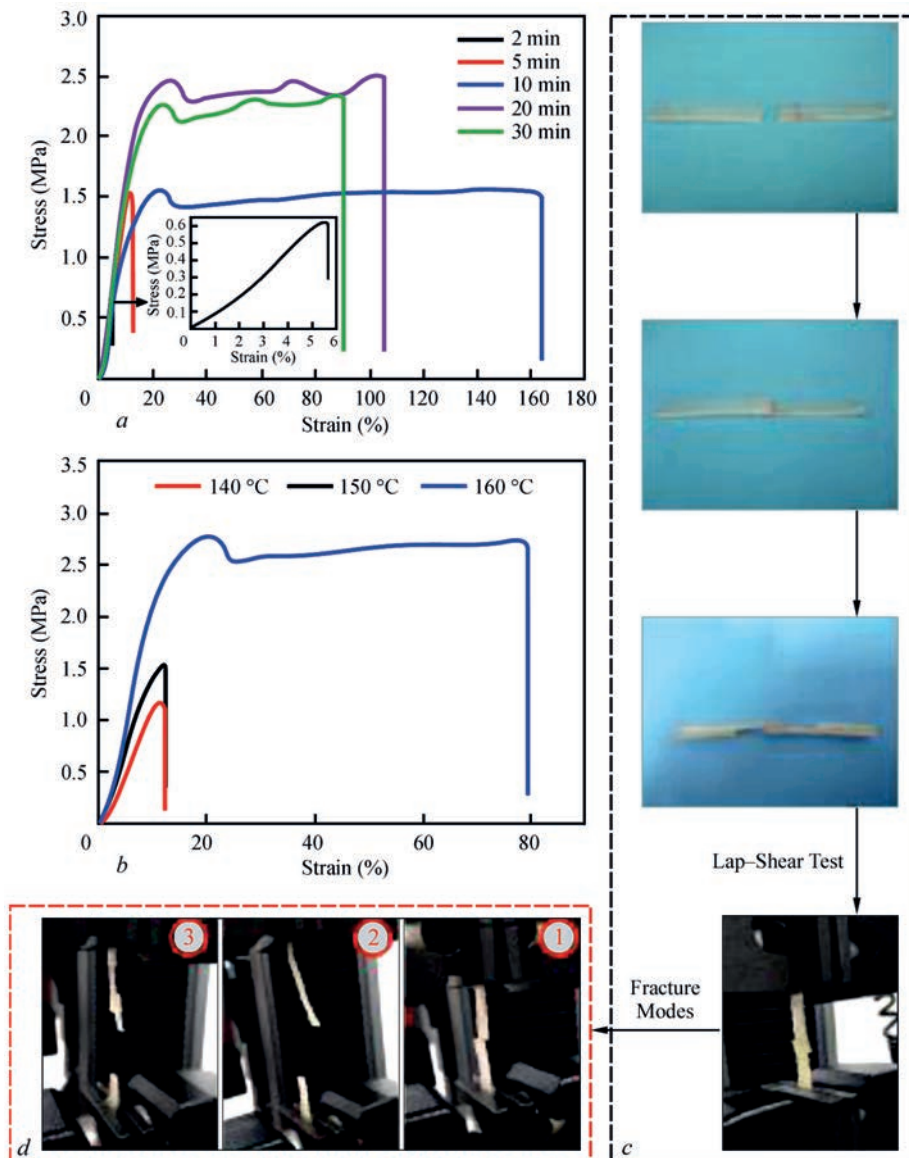 3.0
2.5
2.0
1.5
1.0
0.5
0
Stress (MPa)
2 min
5 min
10 min
20 min
30 min
0.6
0.5
0.4
0.3
0.2
0.1
Stress (MPa)
0 1 2 3 4 5 6
Strain (%)
20 40 60 80 100 120 140 160 180
a
Strain (%)
3.5
3.0
2.5
2.0
1.5
1.0
0.5
0
Stress (MPa)
140 °C
150 °C
160 °C
20 40 60 80
b
Strain (%)
Lap–Shear Test
Fracture
Modes
c
3
2
1
d